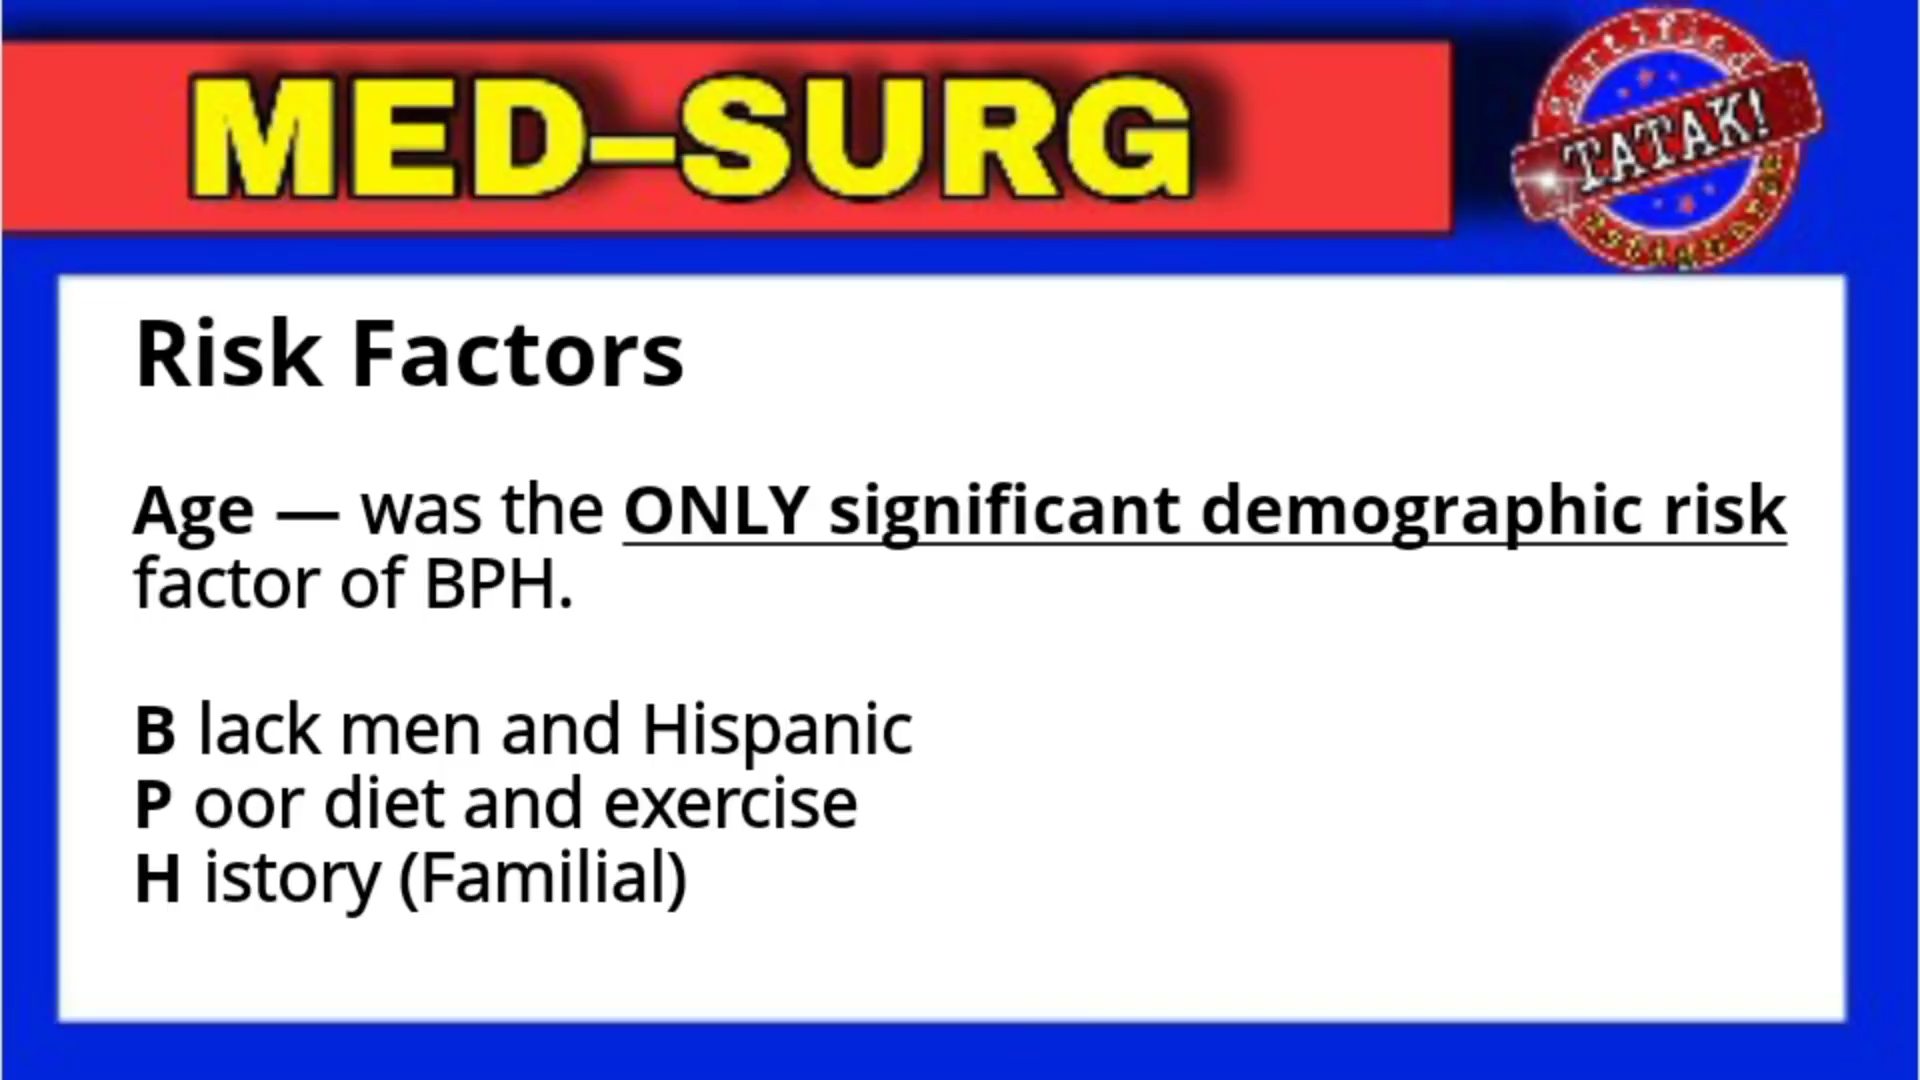 MED–SURG
TATAK!
Risk Factors
Age — was the ONLY significant demographic risk
factor of BPH.
B lack men and Hispanic
P oor diet and exercise
H istory (Familial)